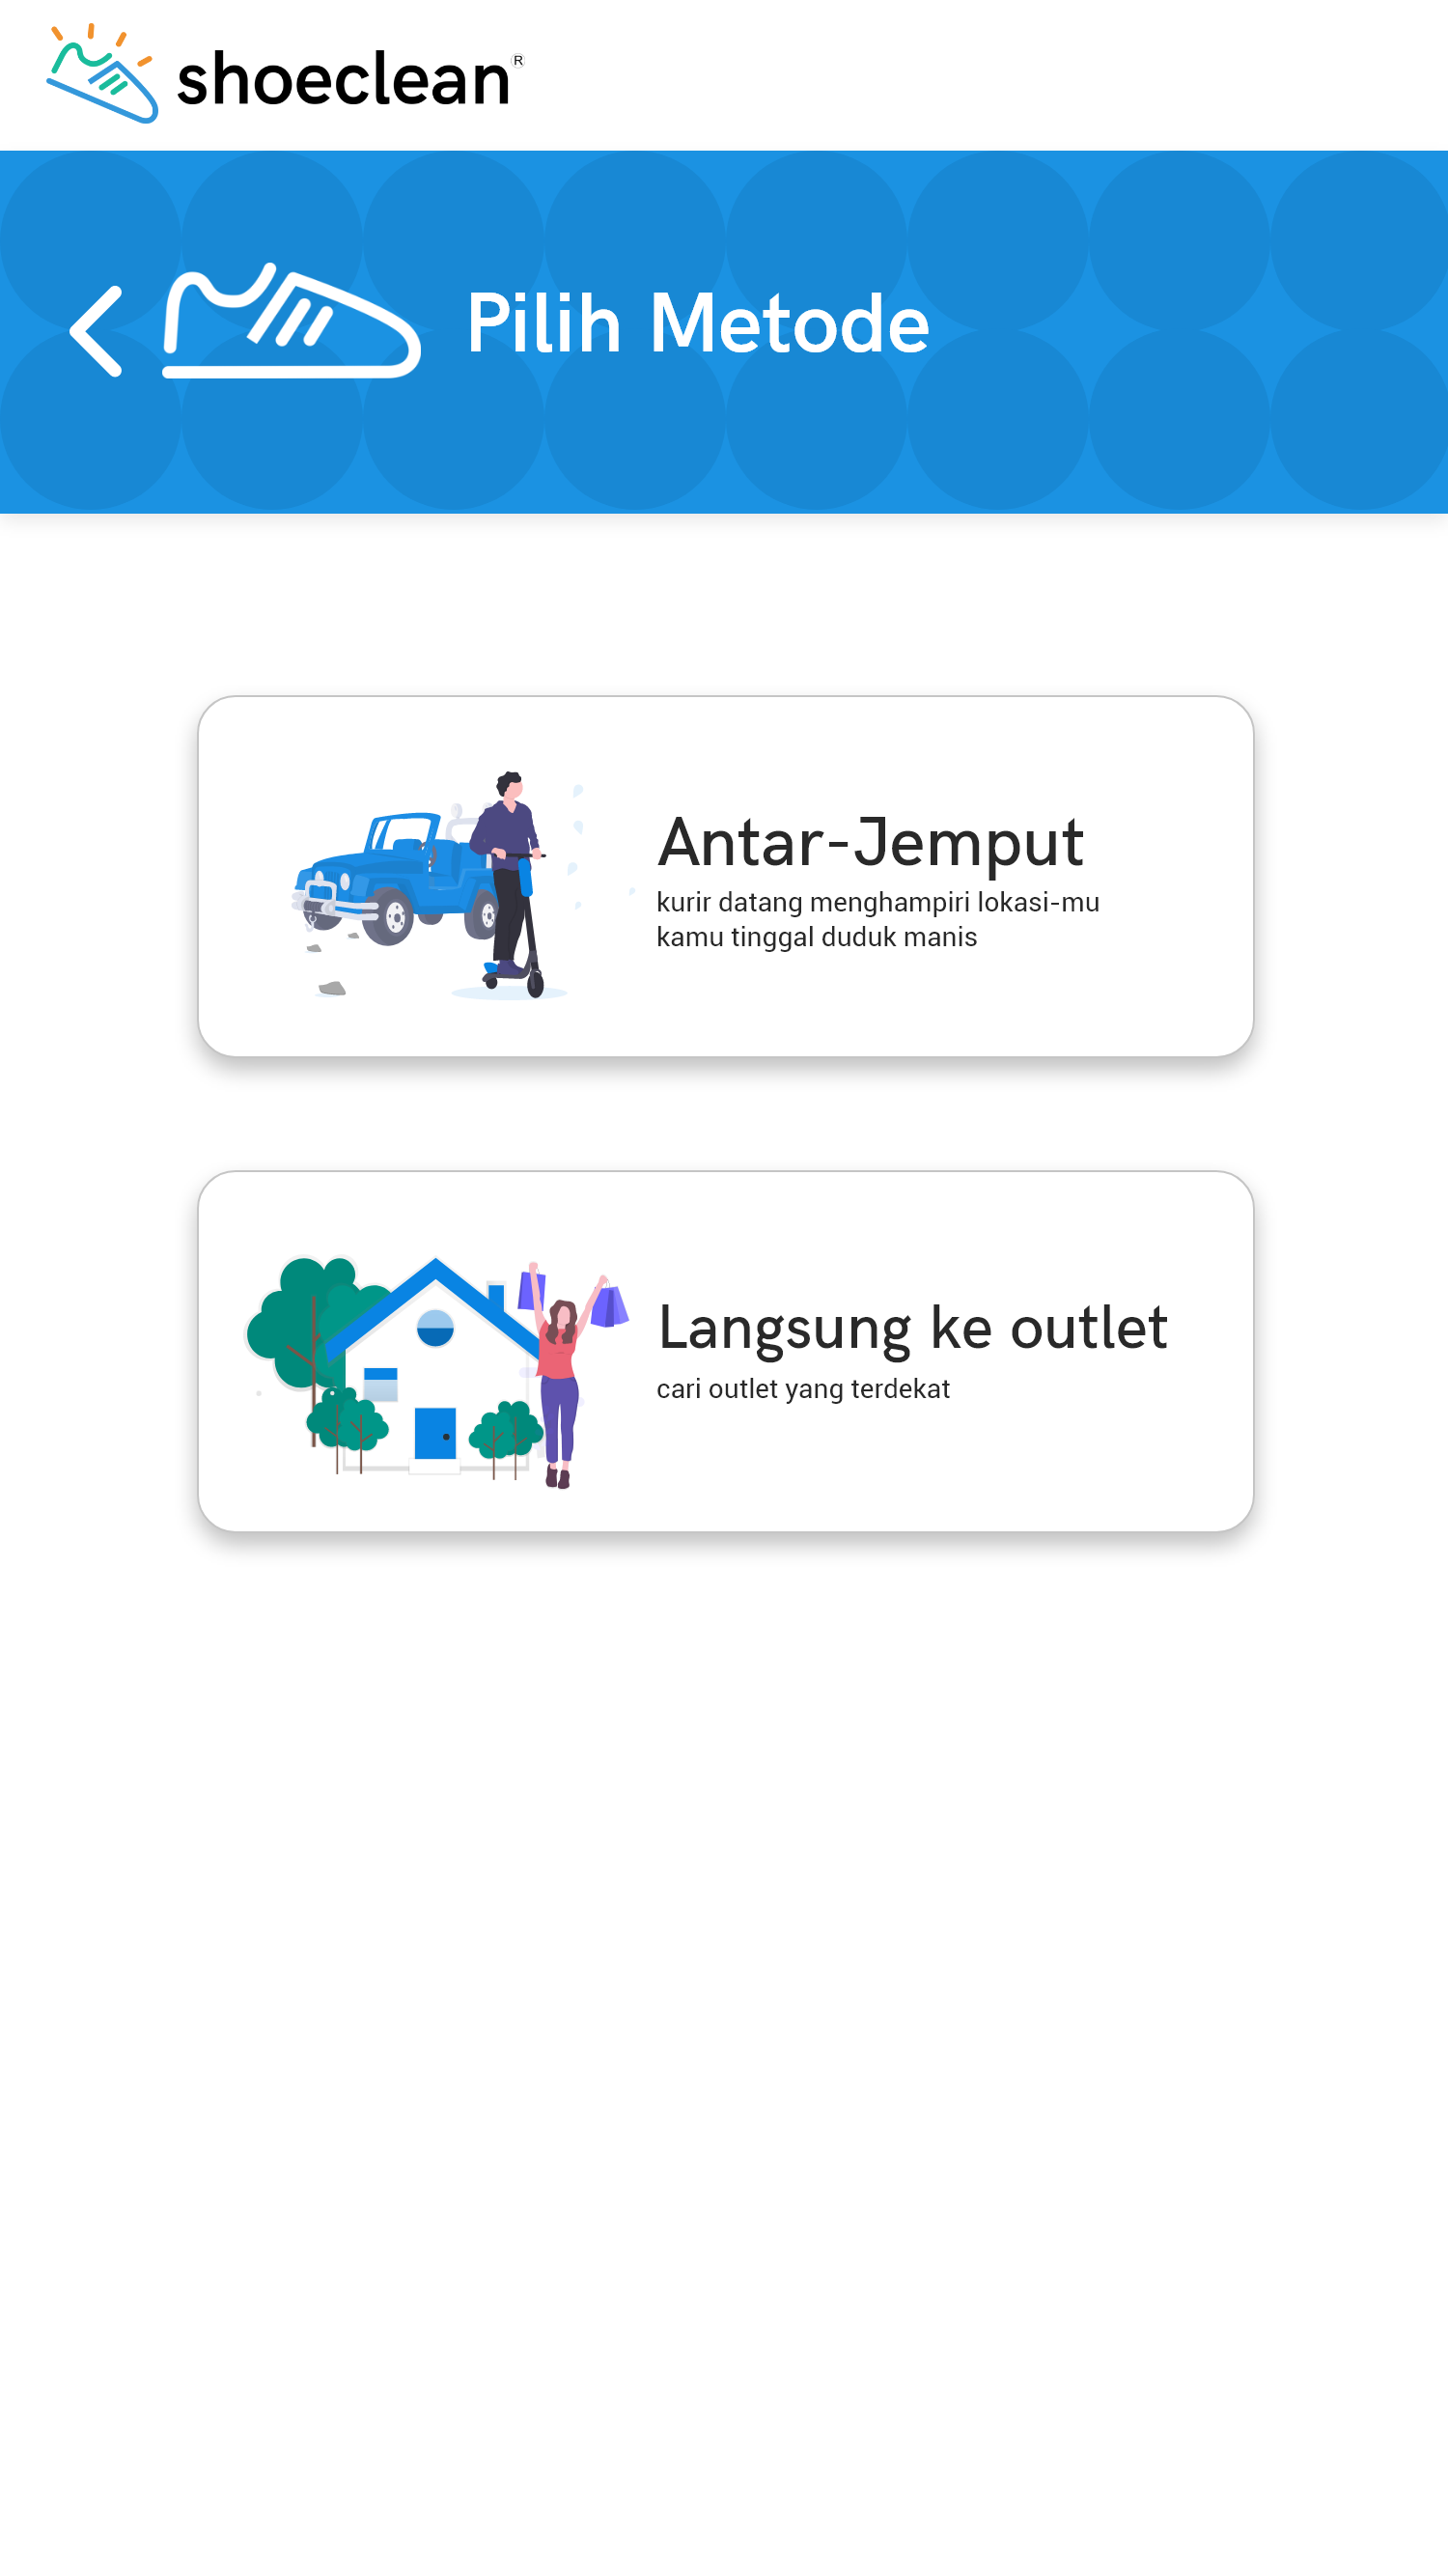 shoeclean®
Pilih Metode
Antar-Jemput
kurir datang menghampiri lokasi-mu
kamu tinggal duduk manis
Langsung ke outlet
cari outlet yang terdekat